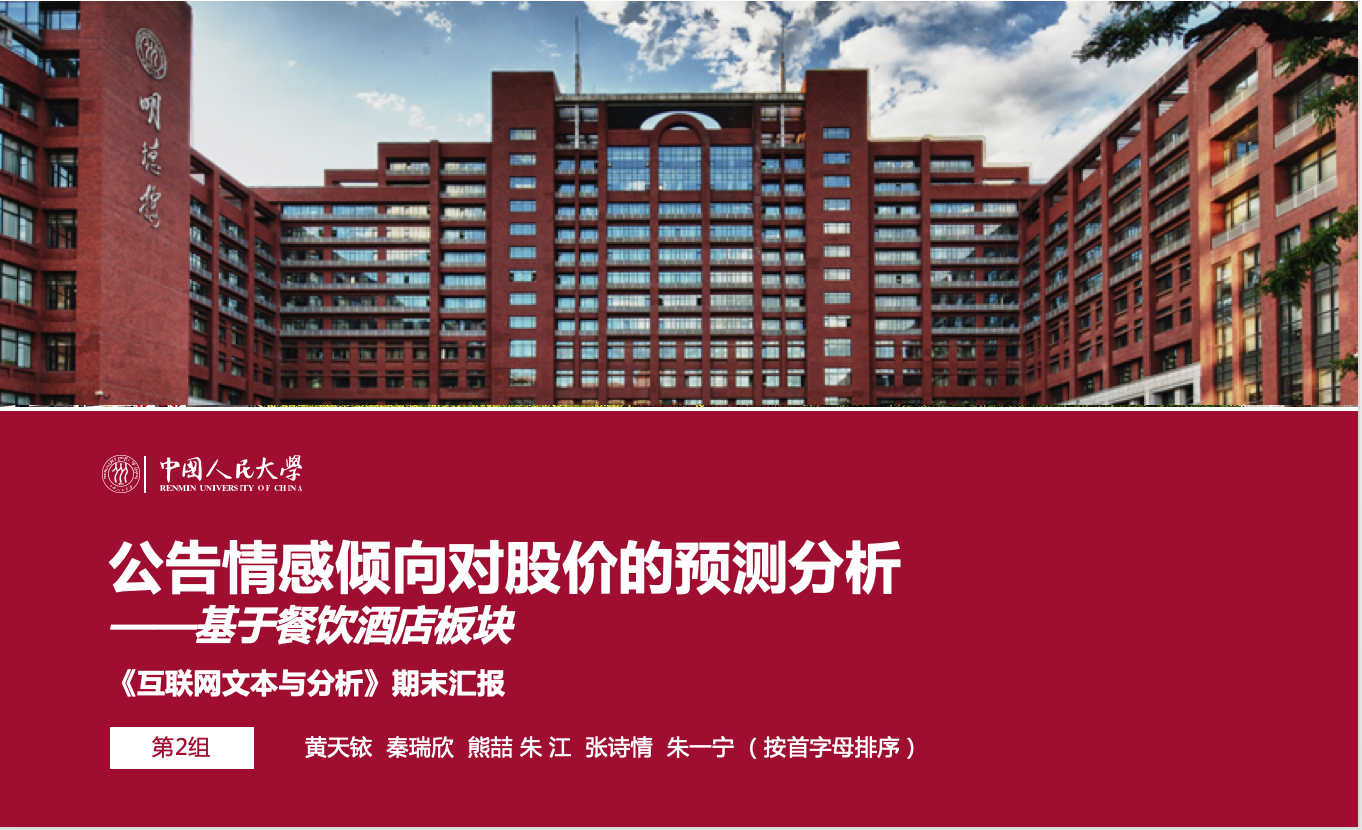 明德楼
中国人民大学
RENMIN UNIVERSITY OF CHINA
公告情感倾向对股价的预测分析
——基于餐饮酒店板块
《互联网文本与分析》期末汇报
第2组
黄天铱 秦瑞欣 熊喆 朱 江 张诗情 朱一宁（按首字母排序）